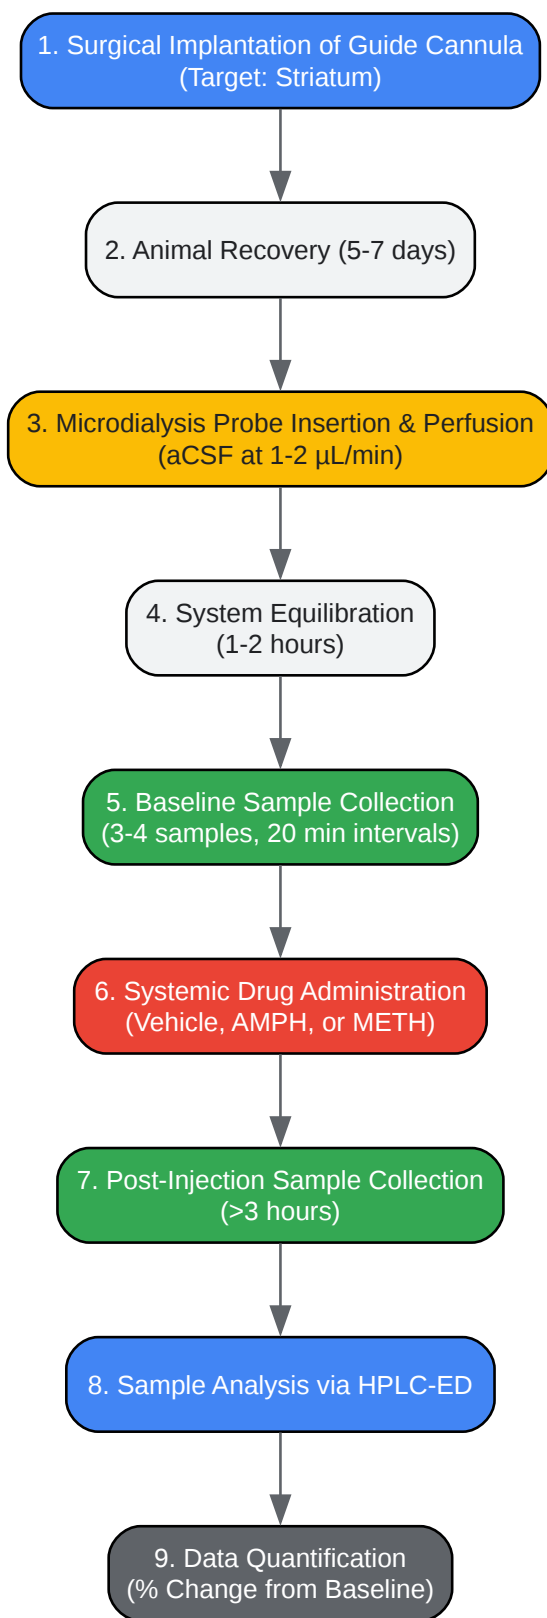 1. Surgical Implantation of Guide Cannula
(Target: Striatum)
2. Animal Recovery (5-7 days)
3. Microdialysis Probe Insertion & Perfusion
(aCSF at 1-2 µL/min)
4. System Equilibration
(1-2 hours)
5. Baseline Sample Collection
(3-4 samples, 20 min intervals)
6. Systemic Drug Administration
(Vehicle, AMPH, or METH)
7. Post-Injection Sample Collection
(>3 hours)
8. Sample Analysis via HPLC-ED
9. Data Quantification
(% Change from Baseline)